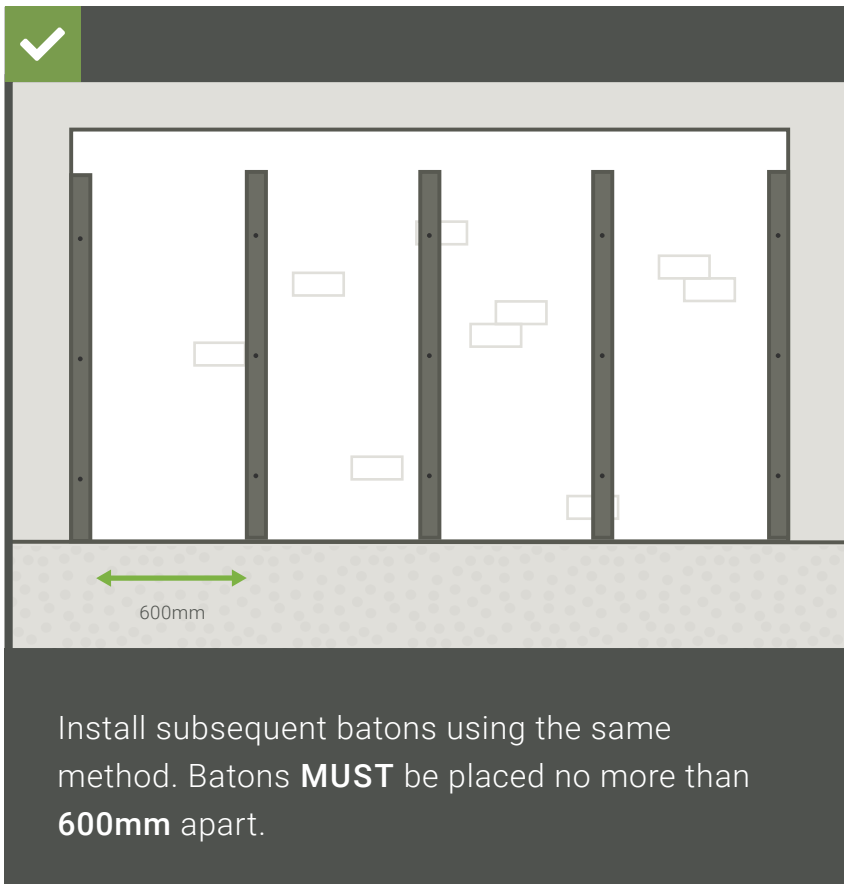 600mm
Install subsequent batons using the same
method. Batons MUST be placed no more than
600mm apart.